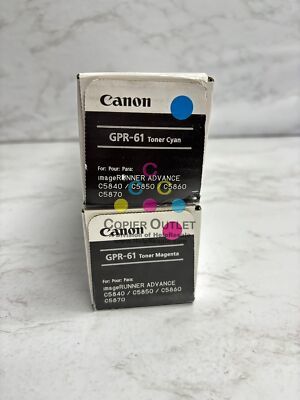 Canon
GPR-61 Toner Cyan
For: Pour: Para:
imageRUNNER ADVANCE
C5840 / C5850 / C5860
C5870
COPIER OUTLET
Canon
GPR-61 Toner Magenta
For: Pour: Para:
imageRUNNER ADVANCE
C5840 / C5850 / C5860
C5870